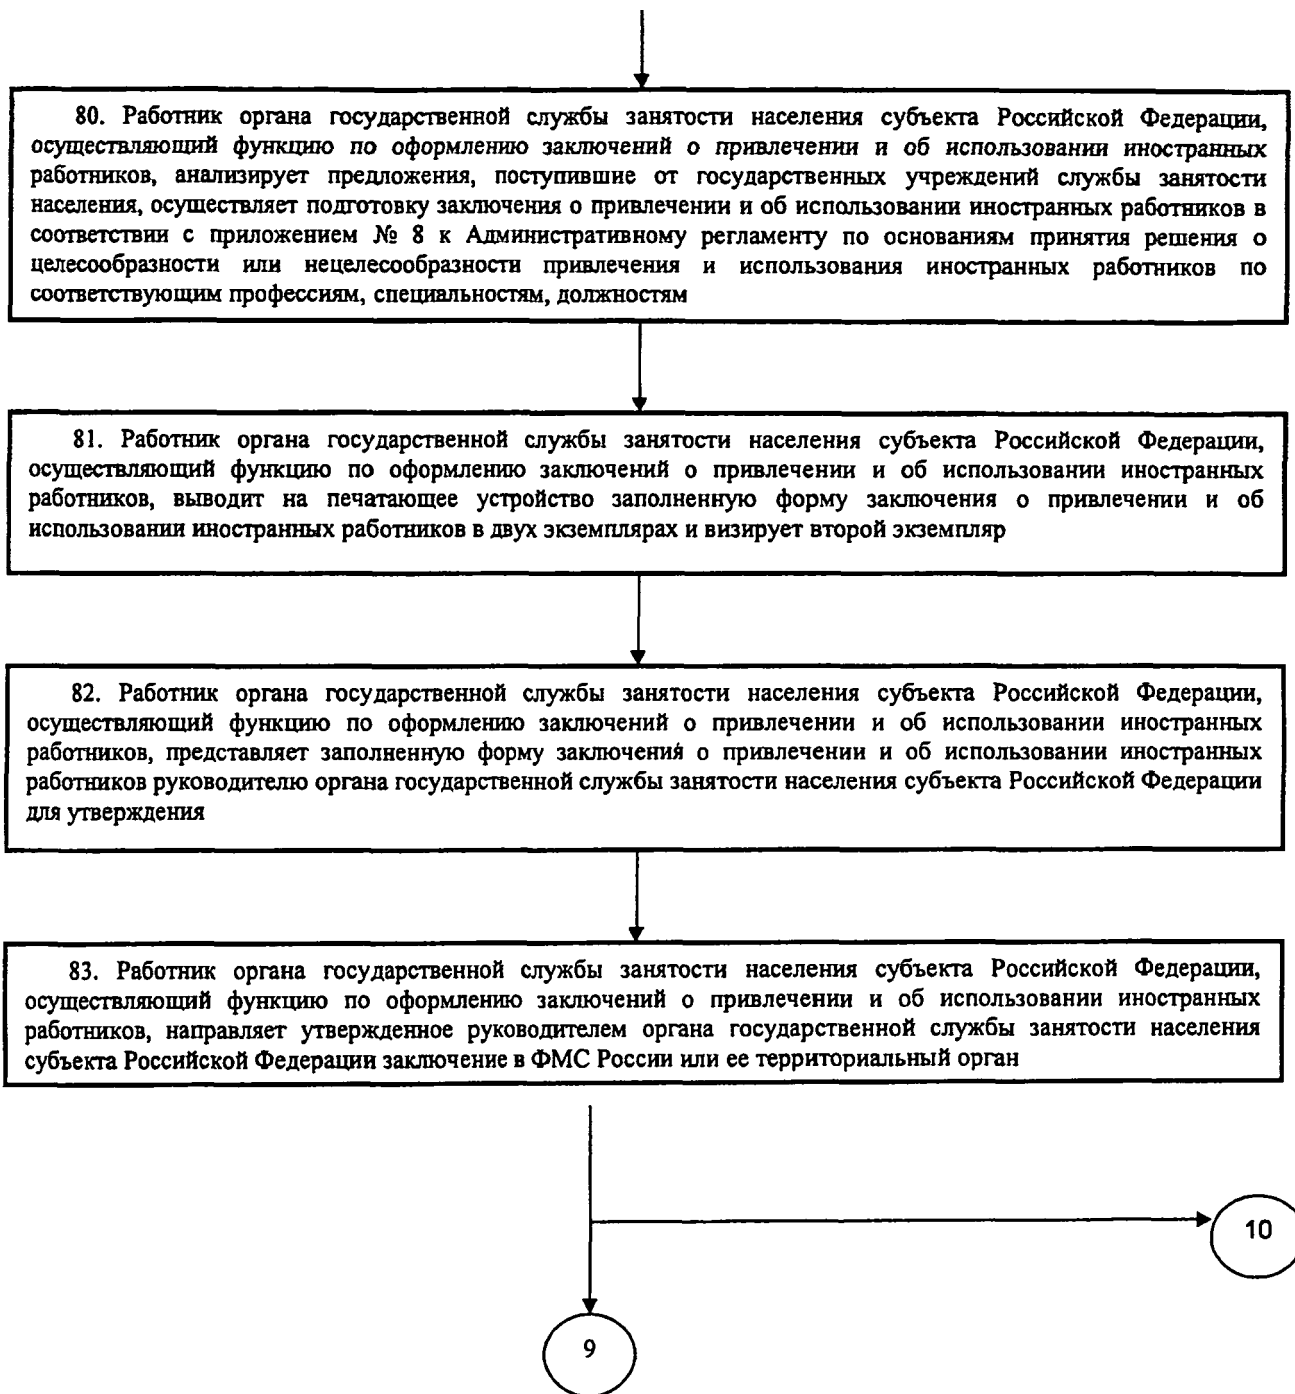 80. Работник органа государственной службы занятости населения субъекта Российской Федерации,
осуществляющий функцию по оформлению заключений о привлечении и об использовании иностранных
работников, анализирует предложения, поступившие от государственных учреждений службы занятости
населения, осуществляет подготовку заключения о привлечении и об использовании иностранных работников в
соответствии с приложением № 8 к Административному регламенту по основаниям принятия решения о
целесообразности или нецелесообразности привлечения и использования иностранных работников по
соответствующим профессиям, специальностям, должностям
81. Работник органа государственной службы занятости населения субъекта Российской Федерации,
осуществляющий функцию по оформлению заключений о привлечении и об использовании иностранных
работников, выводит на печатающее устройство заполненную форму заключения о привлечении и об
использовании иностранных работников в двух экземплярах и визирует второй экземпляр
82. Работник органа государственной службы занятости населения субъекта Российской Федерации,
осуществляющий функцию по оформлению заключений о привлечении и об использовании иностранных
работников, представляет заполненную форму заключения о привлечении и об использовании иностранных
работников руководителю органа государственной службы занятости населения субъекта Российской Федерации
для утверждения
83. Работник органа государственной службы занятости населения субъекта Российской Федерации,
осуществляющий функцию по оформлению заключений о привлечении и об использовании иностранных
работников, направляет утвержденное руководителем органа государственной службы занятости населения
субъекта Российской Федерации заключение в ФМС России или ее территориальный орган
10
9